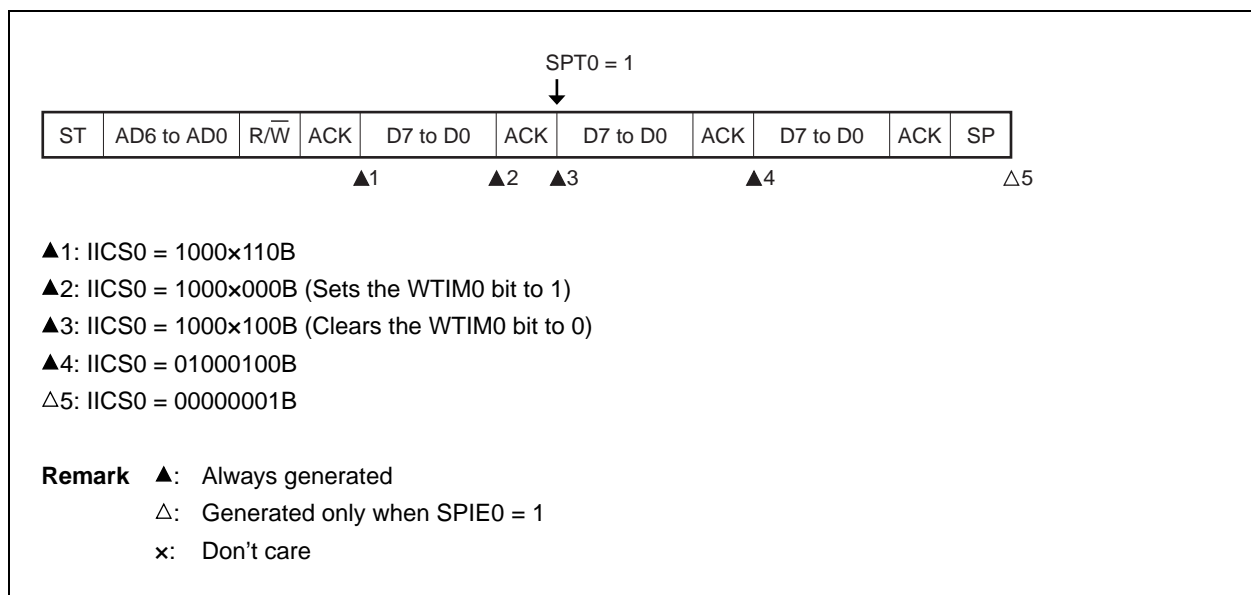 SPT0 = 1
ST AD6 to AD0 R/W̅ ACK D7 to D0 ACK D7 to D0 ACK D7 to D0 ACK SP
▲1 ▲2 ▲3 ▲4 △5
▲1: IICS0 = 1000×110B
▲2: IICS0 = 1000×000B (Sets the WTIM0 bit to 1)
▲3: IICS0 = 1000×100B (Clears the WTIM0 bit to 0)
▲4: IICS0 = 01000100B
△5: IICS0 = 00000001B
Remark ▲: Always generated
△: Generated only when SPIE0 = 1
×: Don't care